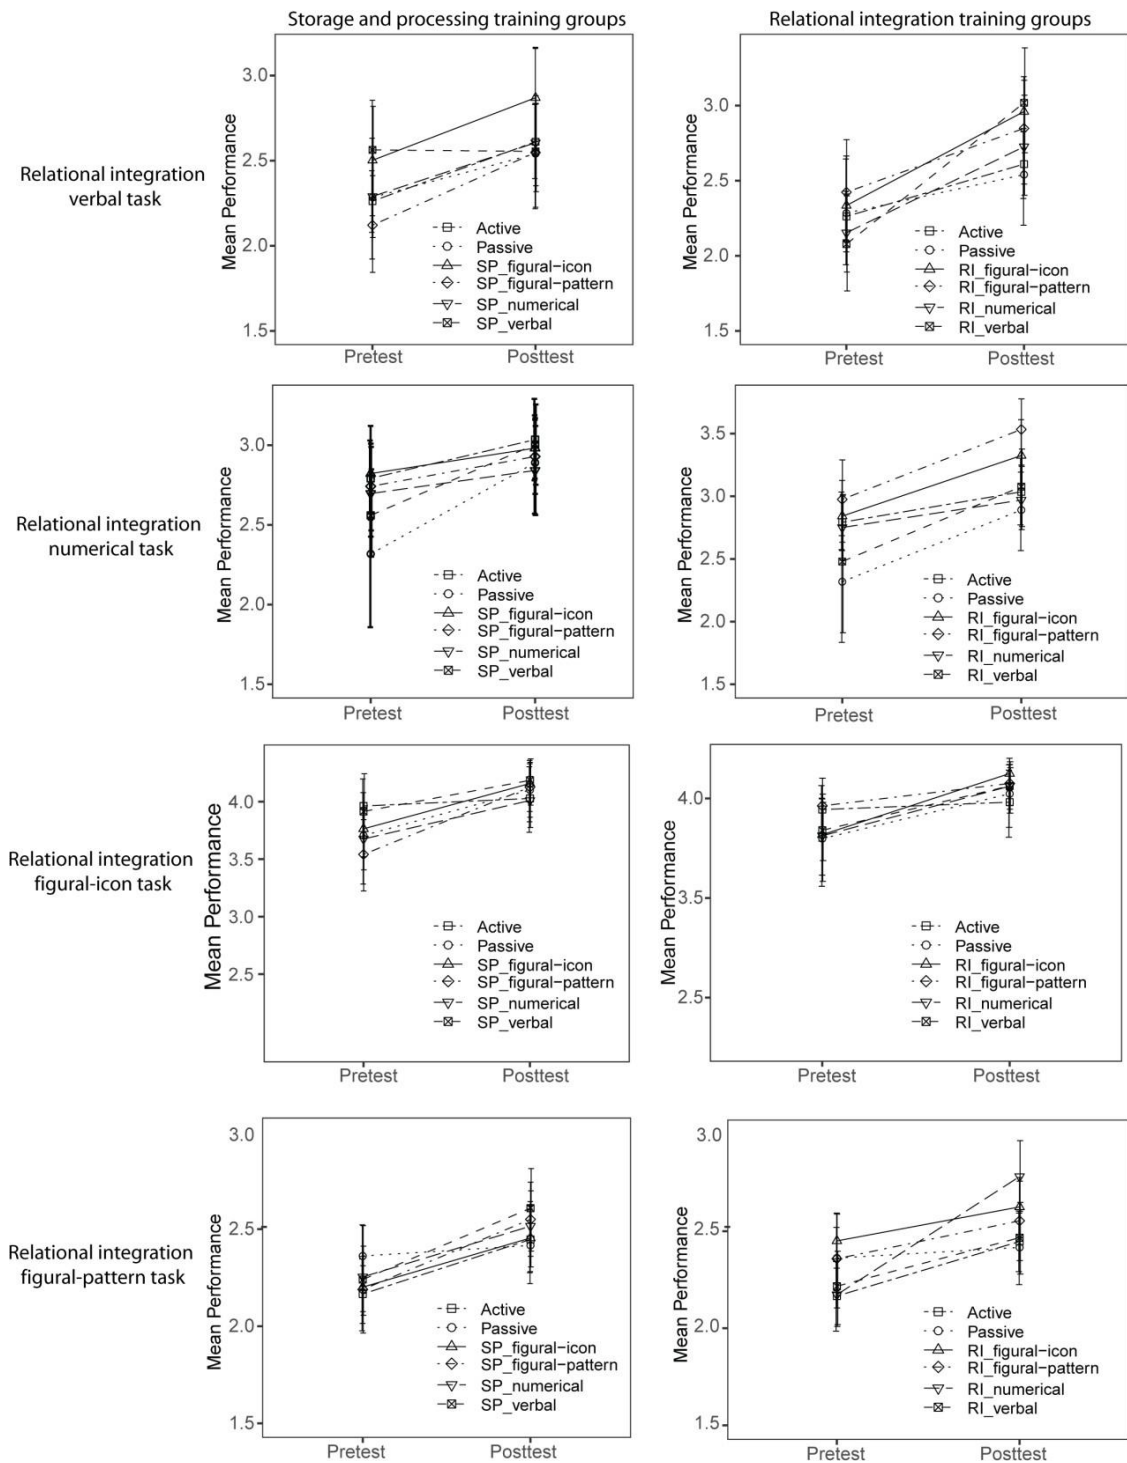 Storage and processing training groups
Relational integration training groups
Relational integration
verbal task
Mean Performance
3.0
2.5
2.0
1.5
Active
Passive
SP_figural-icon
SP_figural-pattern
SP_numerical
SP_verbal
Pretest
Posttest
Mean Performance
3.0
2.5
2.0
1.5
Active
Passive
RI_figural-icon
RI_figural-pattern
RI_numerical
RI_verbal
Pretest
Posttest
Relational integration
numerical task
Mean Performance
3.0
2.5
2.0
1.5
Active
Passive
SP_figural-icon
SP_figural-pattern
SP_numerical
SP_verbal
Pretest
Posttest
Mean Performance
3.5
3.0
2.5
2.0
1.5
Active
Passive
RI_figural-icon
RI_figural-pattern
RI_numerical
RI_verbal
Pretest
Posttest
Relational integration
figural-icon task
Mean Performance
4.0
3.5
3.0
2.5
Active
Passive
SP_figural-icon
SP_figural-pattern
SP_numerical
SP_verbal
Pretest
Posttest
Mean Performance
4.0
3.5
2.5
Active
Passive
RI_figural-icon
RI_figural-pattern
RI_numerical
RI_verbal
Pretest
Posttest
Relational integration
figural-pattern task
Mean Performance
3.0
2.5
2.0
1.5
Active
Passive
SP_figural-icon
SP_figural-pattern
SP_numerical
SP_verbal
Pretest
Posttest
Mean Performance
3.0
2.5
2.0
1.5
Active
Passive
RI_figural-icon
RI_figural-pattern
RI_numerical
RI_verbal
Pretest
Posttest